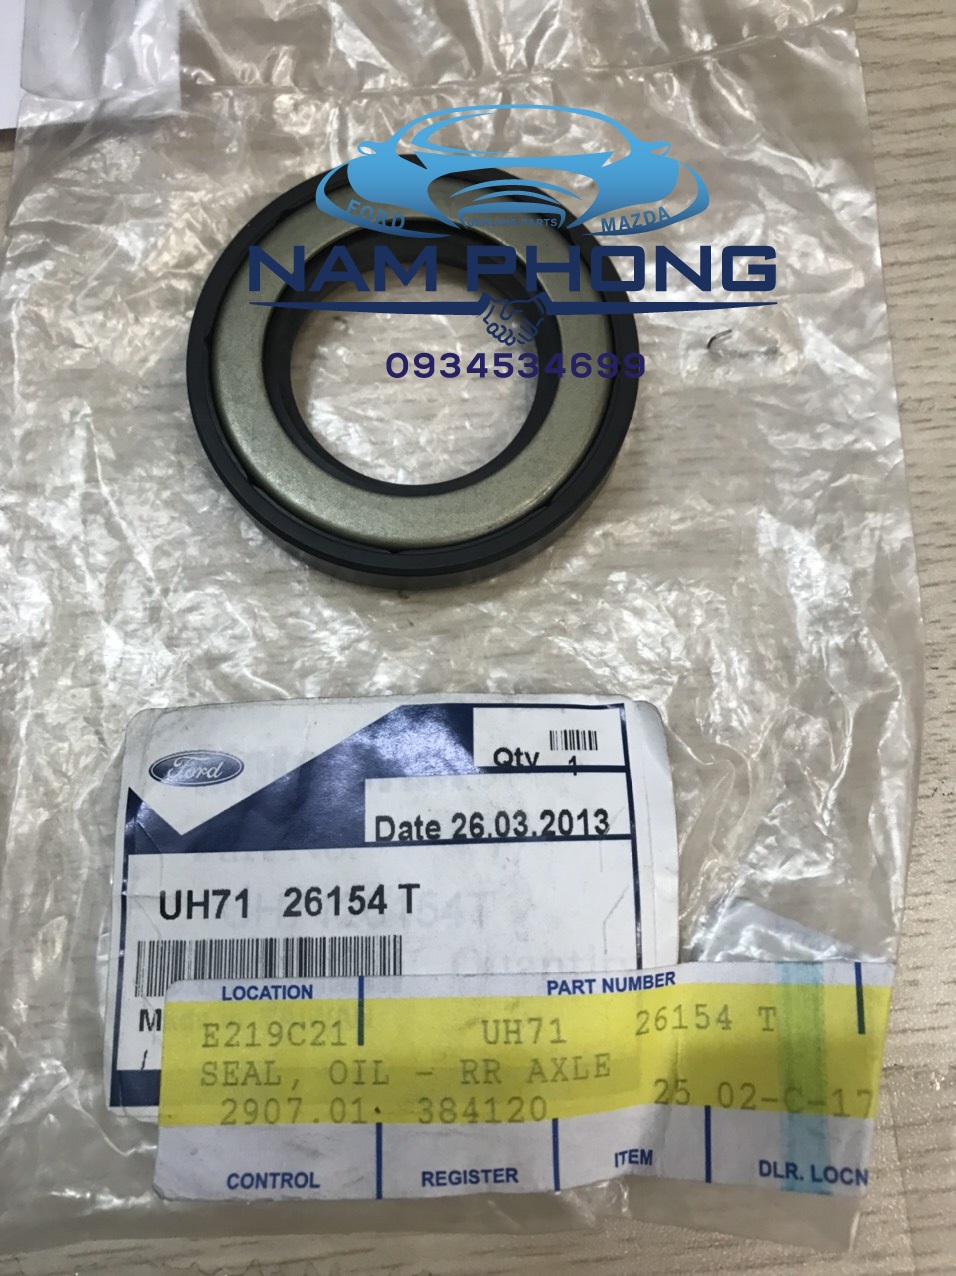 FORD
MAZDA
NAM PHONG
0934534699
Ford
Qty 1
Date 26.03.2013
UH71 26154 T
M
LOCATION
PART NUMBER
E219C21 UH71 26154 T
SEAL, OIL - RR AXLE
2907.01 384120 25 02-C-17
CONTROL REGISTER ITEM DLR. LOCN